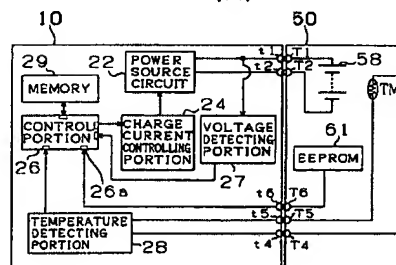 10
50
29
22
POWER SOURCE CIRCUIT
t1
T1
58
t2
T2
MEMORY
24
TM
CONTROL PORTION
CHARGE CURRENT CONTROLLING PORTION
VOLTAGE DETECTING PORTION
61
EEPROM
26
26a
27
t6
T6
t5
T5
TEMPERATURE DETECTING PORTION
28
t4
T4